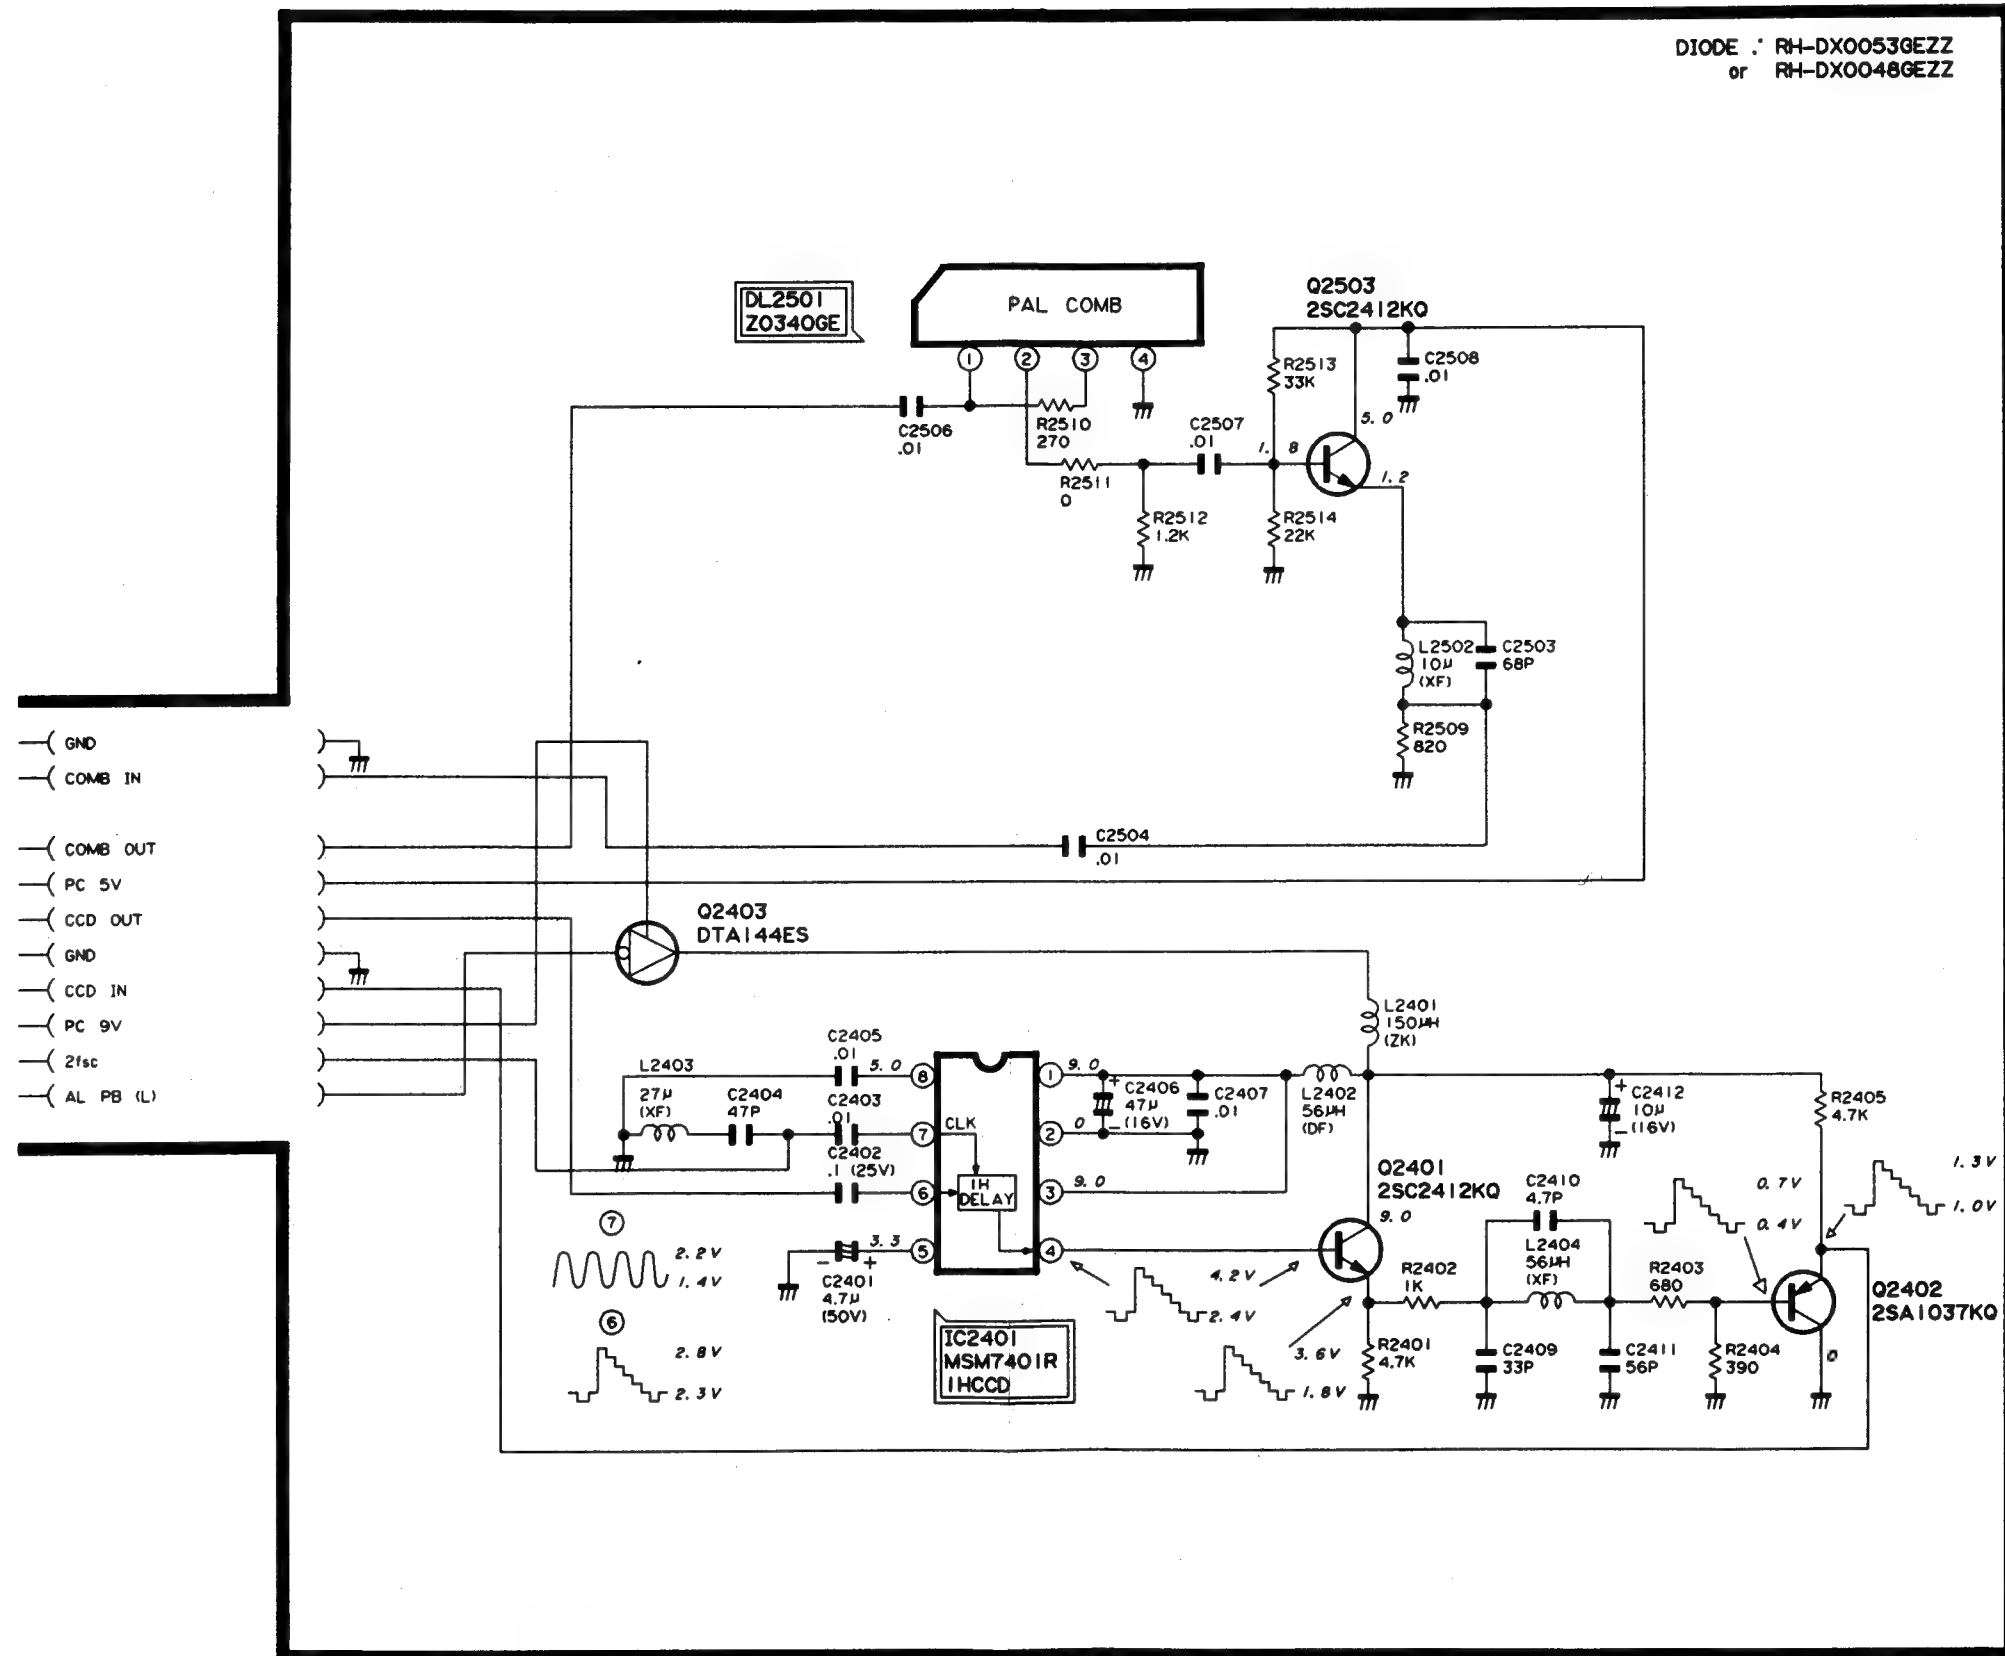 DIODE : RH-DX0053GEZZ
or RH-DX0048GEZZ
DL2501
Z0340GE
PAL COMB
1
2
3
4
Q2503
2SC2412KQ
R2513
33K
C2508
.01
5.0
C2506
.01
R2510
270
C2507
.01
1.8
1.2
R2511
0
R2512
1.2K
R2514
22K
L2502
10μ
(XF)
C2503
68P
R2509
820
GND
COMB IN
COMB OUT
PC 5V
CCD OUT
GND
CCD IN
PC 9V
2fsc
AL PB (L)
C2504
.01
Q2403
DTA144ES
L2401
150μH
(ZK)
L2403
27μ
(XF)
C2404
47P
C2405
.01
5.0
8
C2403
.01
7
CLK
C2402
.1 (25V)
6
1H
DELAY
3.3
5
C2401
4.7μ
(50V)
- +
1
9.0
2
0
3
9.0
4
+
C2406
47μ
-(16V)
C2407
.01
L2402
56μH
(DF)
+
C2412
10μ
-(16V)
R2405
4.7K
7
2.2V
1.4V
6
2.8V
2.3V
IC2401
MSM7401R
1HCCD
Q2401
2SC2412KQ
9.0
4.2V
2.4V
3.6V
1.8V
R2402
1K
R2401
4.7K
C2410
4.7P
L2404
56μH
(XF)
C2409
33P
C2411
56P
R2403
680
R2404
390
0.7V
0.4V
1.3V
1.0V
Q2402
2SA1037KQ
0